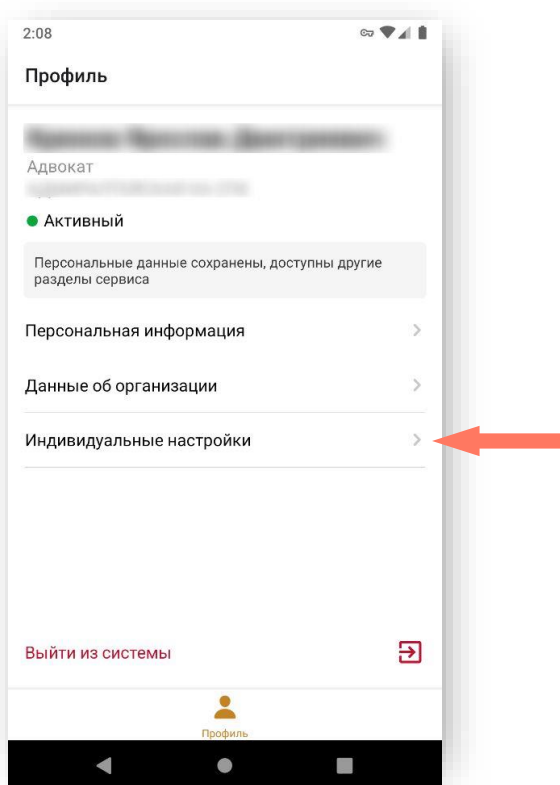 2:08
Профиль
Адвокат
Активный
Персональные данные сохранены, доступны другие
разделы сервиса
Персональная информация
Данные об организации
Индивидуальные настройки
Выйти из системы
Профиль